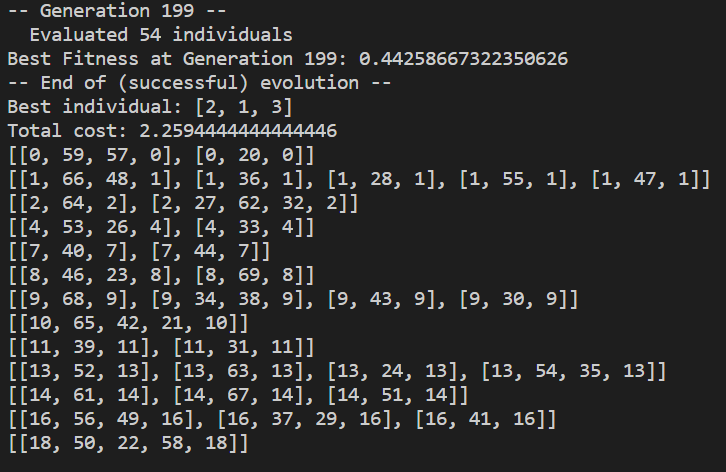 -- Generation 199 --
  Evaluated 54 individuals
Best Fitness at Generation 199: 0.44258667322350626
-- End of (successful) evolution --
Best individual: [2, 1, 3]
Total cost: 2.2594444444444446
[[0, 59, 57, 0], [0, 20, 0]]
[[1, 66, 48, 1], [1, 36, 1], [1, 28, 1], [1, 55, 1], [1, 47, 1]]
[[2, 64, 2], [2, 27, 62, 32, 2]]
[[4, 53, 26, 4], [4, 33, 4]]
[[7, 40, 7], [7, 44, 7]]
[[8, 46, 23, 8], [8, 69, 8]]
[[9, 68, 9], [9, 34, 38, 9], [9, 43, 9], [9, 30, 9]]
[[10, 65, 42, 21, 10]]
[[11, 39, 11], [11, 31, 11]]
[[13, 52, 13], [13, 63, 13], [13, 24, 13], [13, 54, 35, 13]]
[[14, 61, 14], [14, 67, 14], [14, 51, 14]]
[[16, 56, 49, 16], [16, 37, 29, 16], [16, 41, 16]]
[[18, 50, 22, 58, 18]]